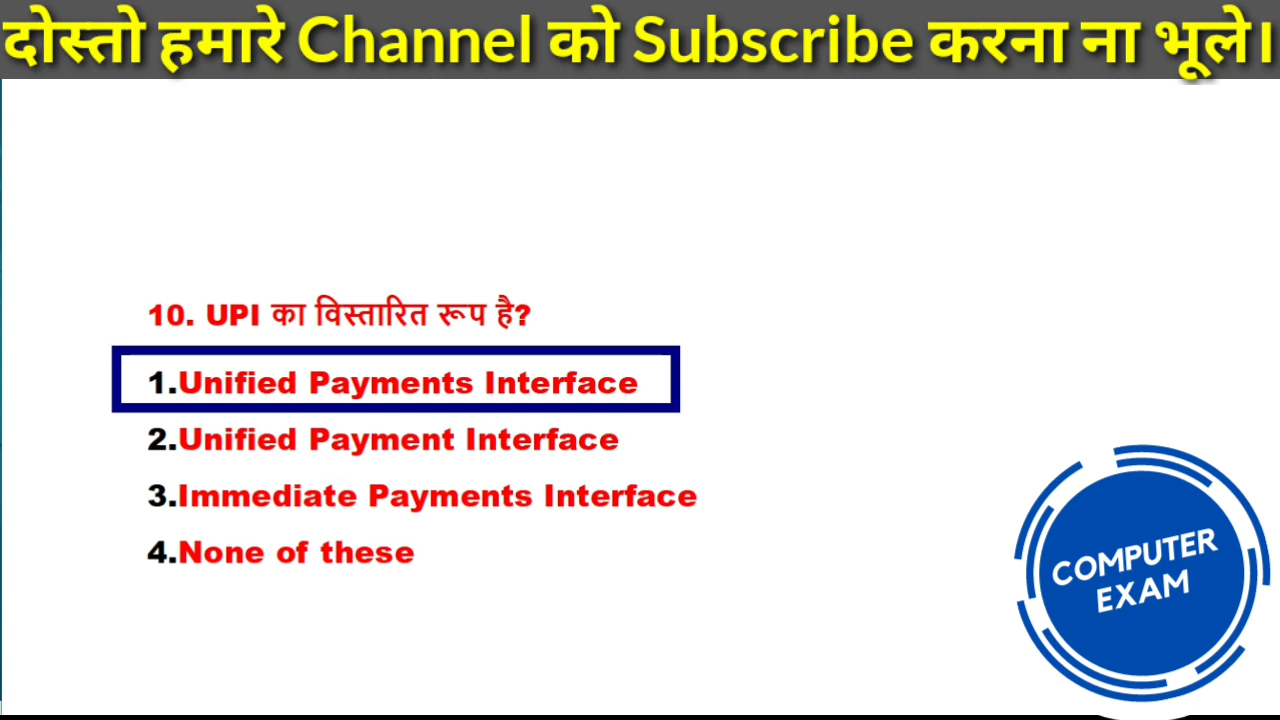 दोस्तो हमारे Channel को Subscribe करना ना भूले।
10. UPI का विस्तारित रूप है?
1.Unified Payments Interface
2.Unified Payment Interface
3.Immediate Payments Interface
4.None of these
COMPUTER
EXAM